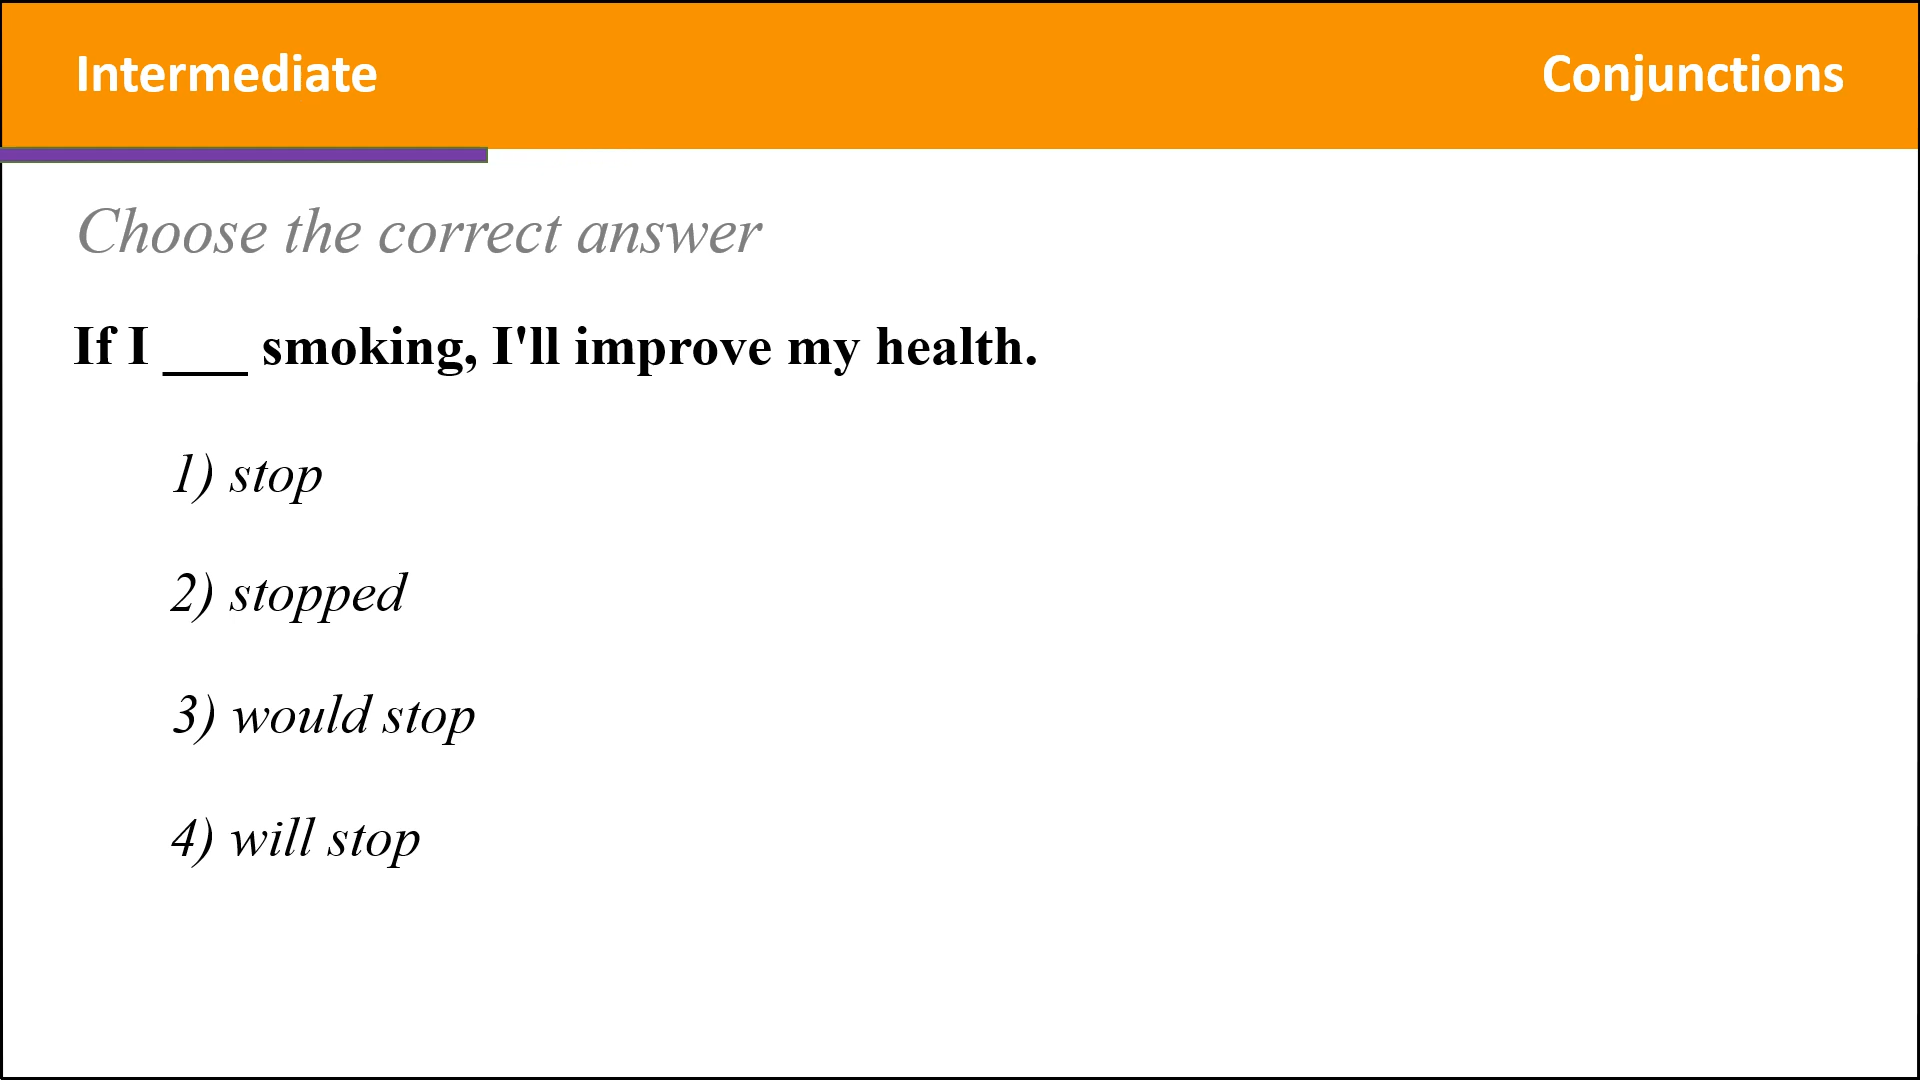 Intermediate
Conjunctions
Choose the correct answer
If I ___ smoking, I'll improve my health.
1) stop
2) stopped
3) would stop
4) will stop